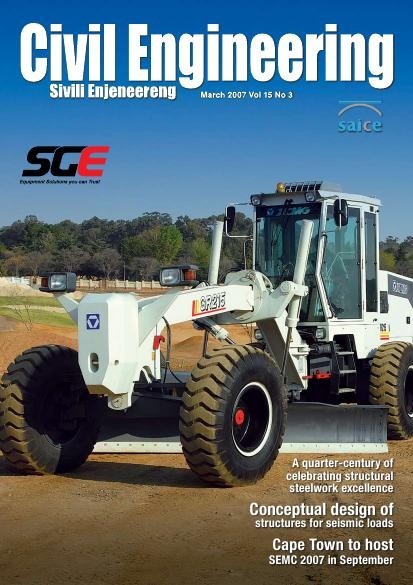 Civil Engineering
Sivili Enjeneereng
March 2007 Vol 15 No 3
saice
SGE
Equipment Solutions you can Trust
XCMG
GR215
A quarter-century of
celebrating structural
steelwork excellence
Conceptual design of
structures for seismic loads
Cape Town to host
SEMC 2007 in September